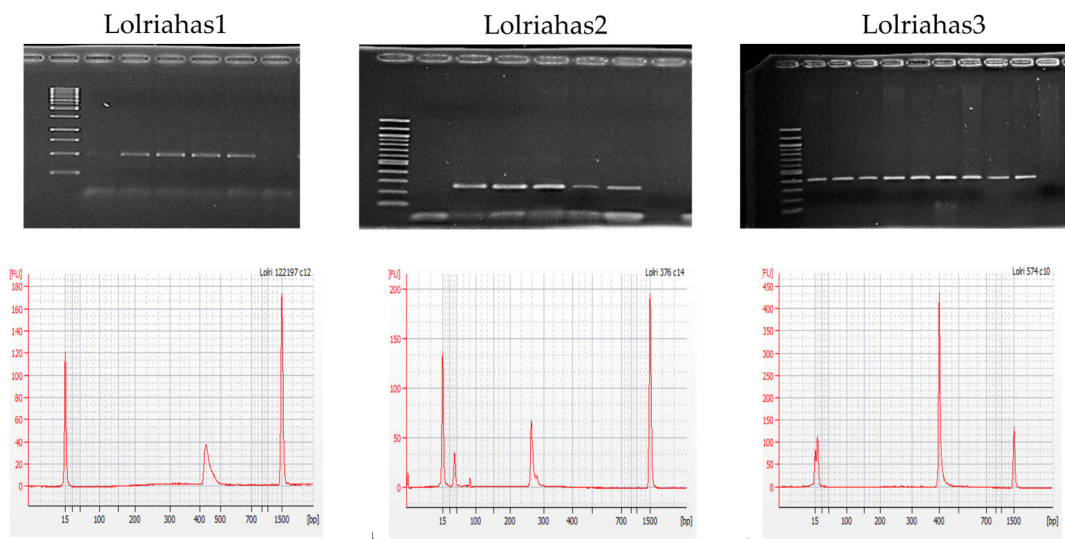 Lolriahas1
Lolriahas2
Lolriahas3
[FU]
Lolri 122197 c12
180
160
140
120
100
80
60
40
20
0
15 100 200 300 400 500 700 1500 [bp]
[FU]
Lolri 376 c14
200
150
100
50
0
15 100 200 300 400 700 1500 [bp]
[FU]
Lolri 574 c10
450
400
350
300
250
200
150
100
50
0
15 100 200 300 400 700 1500 [bp]